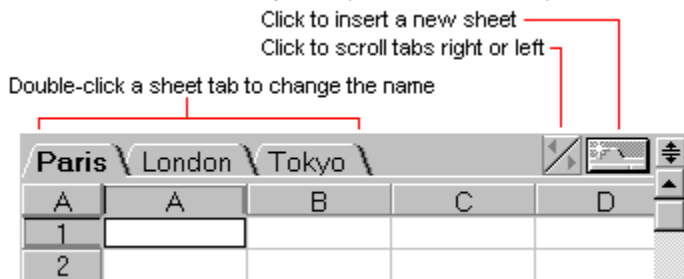 Click to insert a new sheet
Click to scroll tabs right or left
Double-click a sheet tab to change the name
Paris London Tokyo
A A B C D
1
2